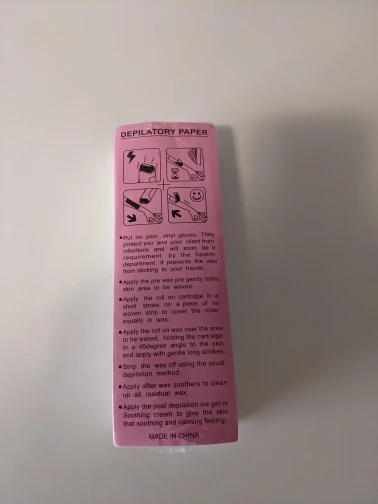 DEPILATORY PAPER
●Put on your, vinyl gloves. They
protect you and your client from
infections and will soon be a
requrement by the health
department. It prevents the wax
from sticking to your hands.
●Apply the pre wax pre gently tothe
skin area to be waxed.
●Apply the roll on cartridge in a
short stroke on a piece of no
woven strip to cover the roller
equally in wax.
●Apply the roll on wax over the area
to be waxed, holding the cartridge
in a 45degree angle to the skin
and apply with gentle long strokes.
●Strip the wax off using the usual
depilation method.
●Apply after wax soothers to clean
up all residual wax.
●Apply the post depilation ice gel or
Soothing cream to give the skin
that soothing and calming feeling.
MADE IN CHINA